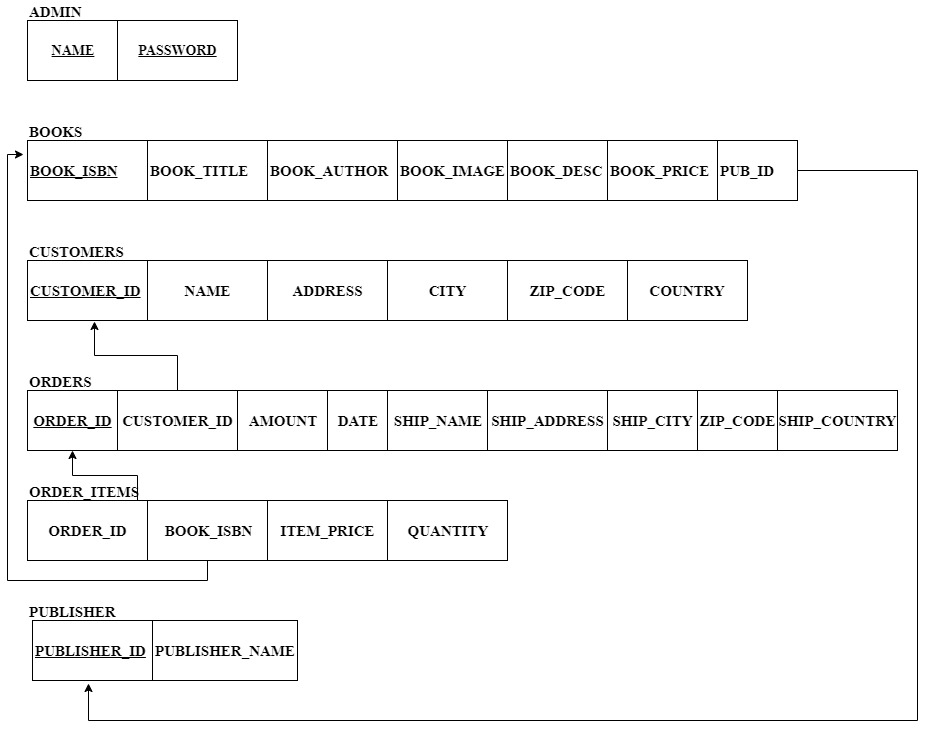 ADMIN
NAME PASSWORD
BOOKS
BOOK_ISBN BOOK_TITLE BOOK_AUTHOR BOOK_IMAGE BOOK_DESC BOOK_PRICE PUB_ID
CUSTOMERS
CUSTOMER_ID NAME ADDRESS CITY ZIP_CODE COUNTRY
ORDERS
ORDER_ID CUSTOMER_ID AMOUNT DATE SHIP_NAME SHIP_ADDRESS SHIP_CITY ZIP_CODE SHIP_COUNTRY
ORDER_ITEMS
ORDER_ID BOOK_ISBN ITEM_PRICE QUANTITY
PUBLISHER
PUBLISHER_ID PUBLISHER_NAME